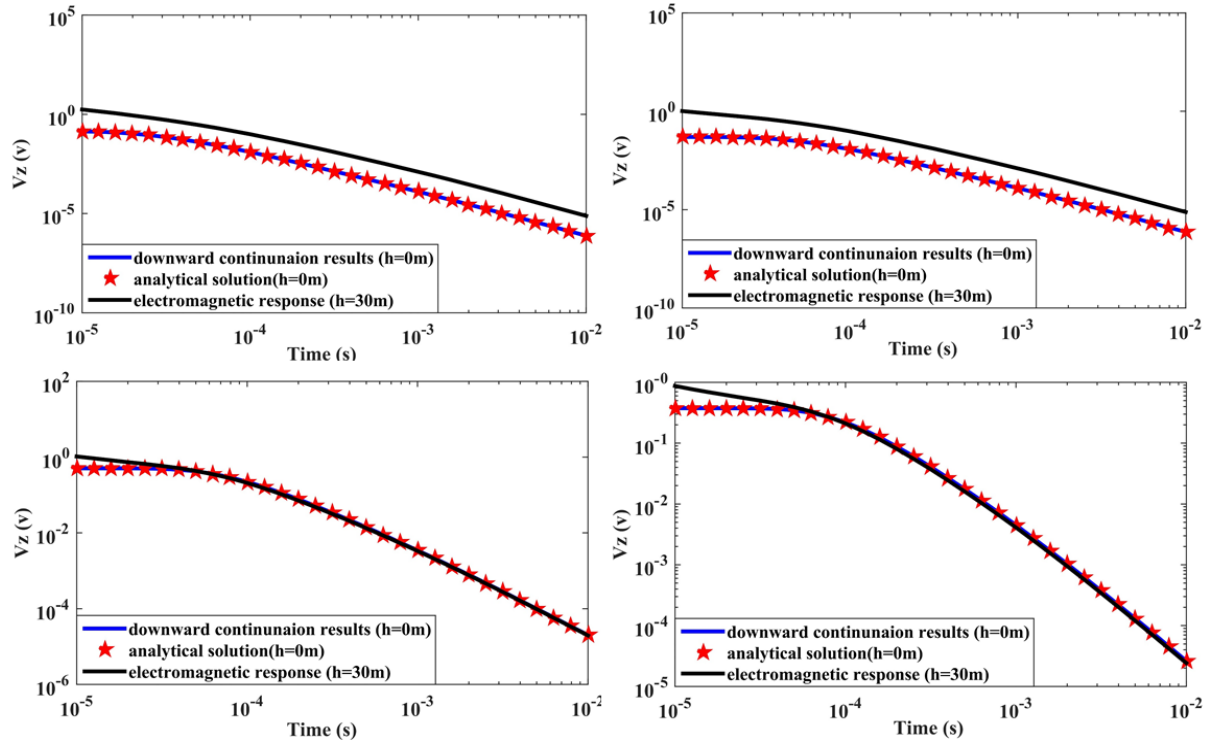 10^5
10^0
10^-5
10^-10
Vz (v)
downward continunaion results (h=0m)
analytical solution(h=0m)
electromagnetic response (h=30m)
10^-5
10^-4
10^-3
10^-2
Time (s)
10^5
10^0
10^-5
10^-10
Vz (v)
downward continunaion results (h=0m)
analytical solution(h=0m)
electromagnetic response (h=30m)
10^-5
10^-4
10^-3
10^-2
Time (s)
10^2
10^0
10^-2
10^-4
10^-6
Vz (v)
downward continunaion results (h=0m)
analytical solution(h=0m)
electromagnetic response (h=30m)
10^-5
10^-4
10^-3
10^-2
Time (s)
10^-0
10^-1
10^-2
10^-3
10^-4
10^-5
Vz (v)
downward continunaion results (h=0m)
analytical solution(h=0m)
electromagnetic response (h=30m)
10^-5
10^-4
10^-3
10^-2
Time (s)